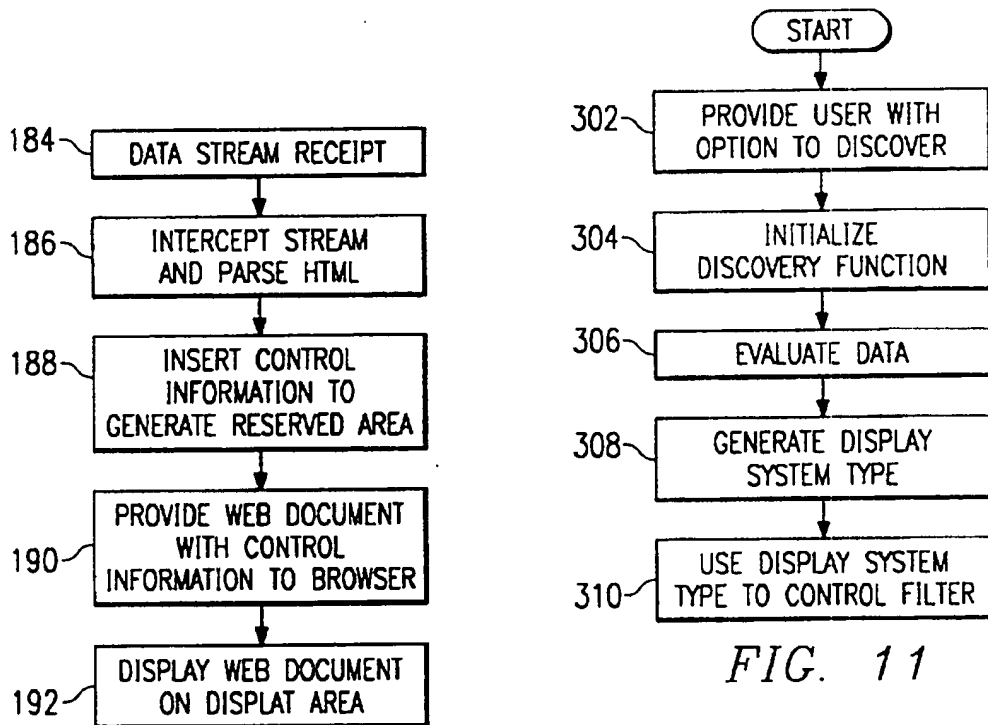 184
DATA STREAM RECEIPT
186
INTERCEPT STREAM
AND PARSE HTML
188
INSERT CONTROL
INFORMATION TO
GENERATE RESERVED AREA
190
PROVIDE WEB DOCUMENT
WITH CONTROL
INFORMATION TO BROWSER
192
DISPLAY WEB DOCUMENT
ON DISPLAT AREA
START
302
PROVIDE USER WITH
OPTION TO DISCOVER
304
INITIALIZE
DISCOVERY FUNCTION
306
EVALUATE DATA
308
GENERATE DISPLAY
SYSTEM TYPE
310
USE DISPLAY SYSTEM
TYPE TO CONTROL FILTER
FIG. 11